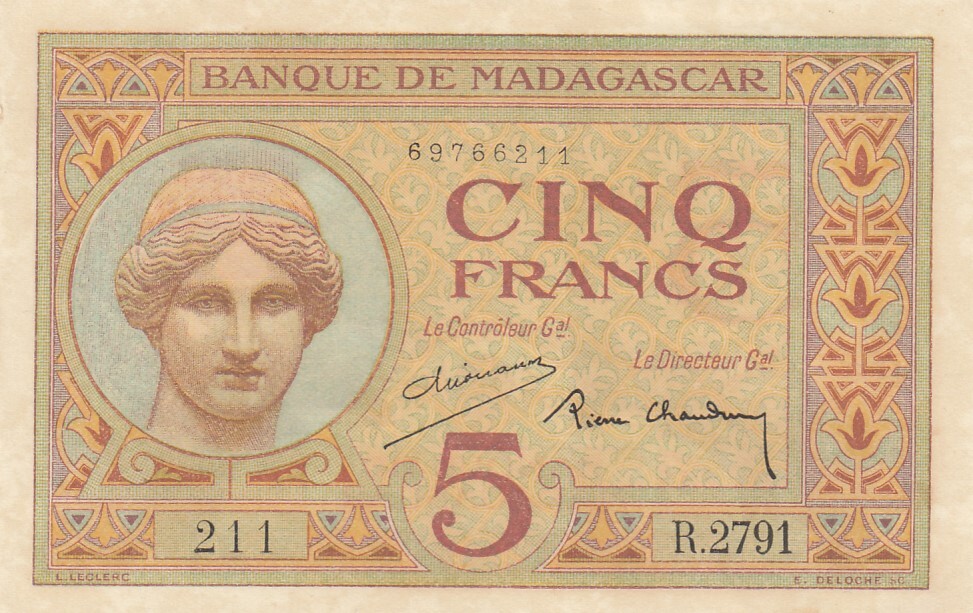 BANQUE DE MADAGASCAR
69766211
CINQ
FRANCS
Le Contrôleur Gal.
Le Directeur Gal.
Pierre Chaudun
5
211
R.2791
L. LECLERC
E. DELOCHE SC